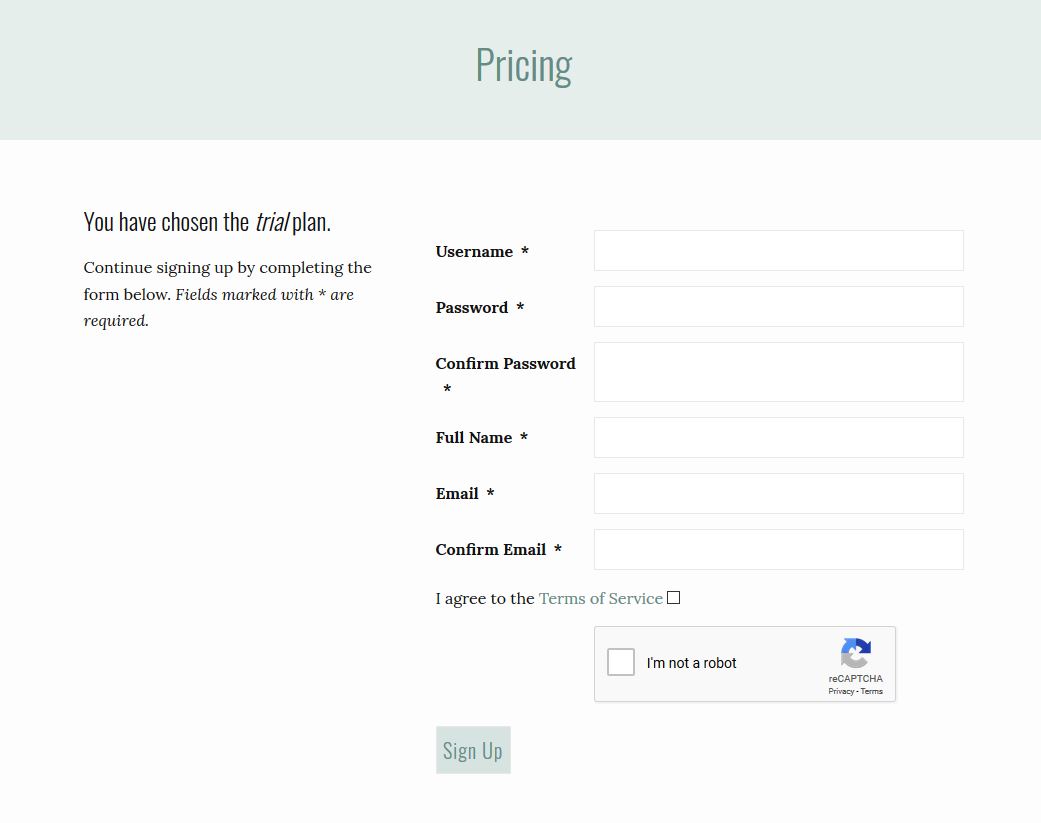 Pricing
You have chosen the trial plan.
Continue signing up by completing the
form below. Fields marked with * are
required.
Username *
Password *
Confirm Password
*
Full Name *
Email *
Confirm Email *
I agree to the Terms of Service
I'm not a robot
reCAPTCHA
Privacy - Terms
Sign Up